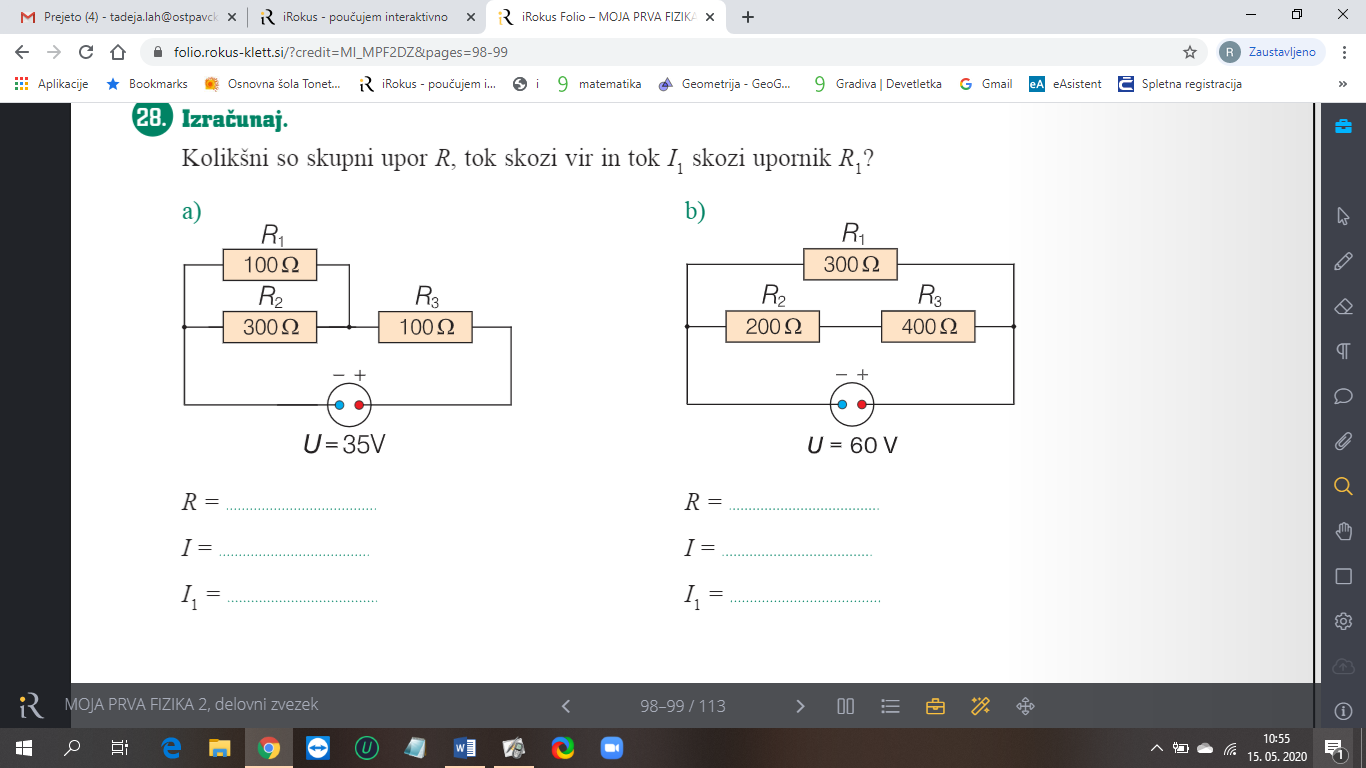 Prejeto (4) - tadeja.lah@ostpavck
iRokus - poučujem interaktivno
iRokus Folio – MOJA PRVA FIZIKA
folio.rokus-klett.si/?credit=MI_MPF2DZ&pages=98-99
R Zaustavljeno
Aplikacije Bookmarks Osnovna šola Tonet... iRokus - poučujem i... i matematika Geometrija - GeoG... Gradiva | Devetletka Gmail eA eAsistent Spletna registracija »
28. Izračunaj.
Kolikšni so skupni upor R, tok skozi vir in tok I₁ skozi upornik R₁?
a)
R₁
100 Ω
R₂ R₃
300 Ω 100 Ω
– +
U = 35V
R = ......................................
I = ......................................
I₁ = ......................................
b)
R₁
300 Ω
R₂ R₃
200 Ω 400 Ω
– +
U = 60 V
R = ......................................
I = ......................................
I₁ = ......................................
iR MOJA PRVA FIZIKA 2, delovni zvezek 98–99 / 113
10:55
15. 05. 2020
1